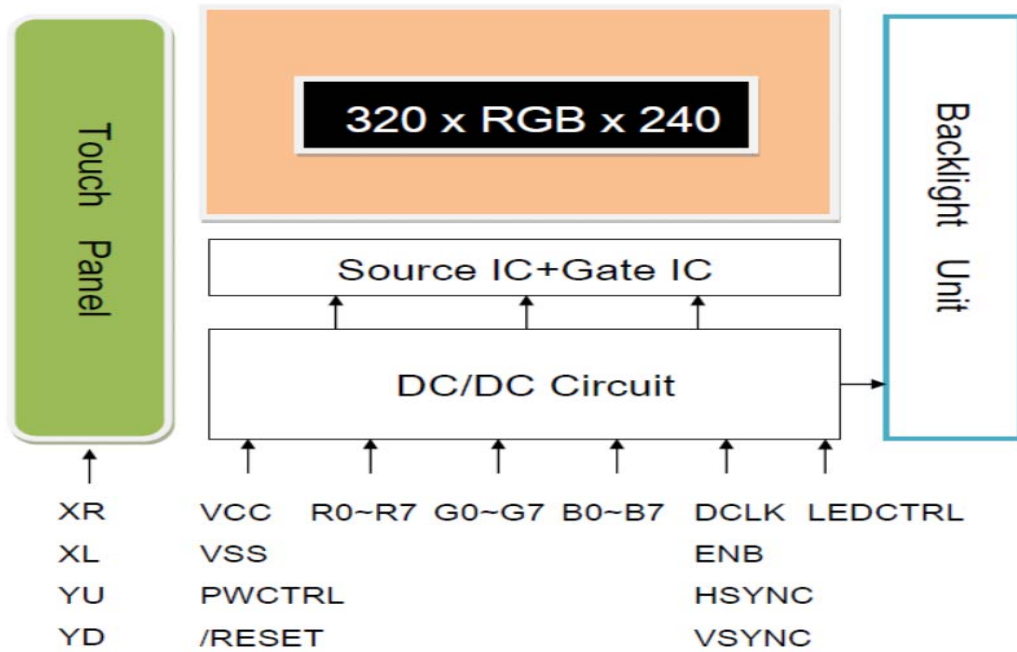 Touch Panel
320 x RGB x 240
Backlight Unit
Source IC+Gate IC
DC/DC Circuit
XR VCC R0~R7 G0~G7 B0~B7 DCLK LEDCTRL
XL VSS ENB
YU PWCTRL HSYNC
YD /RESET VSYNC